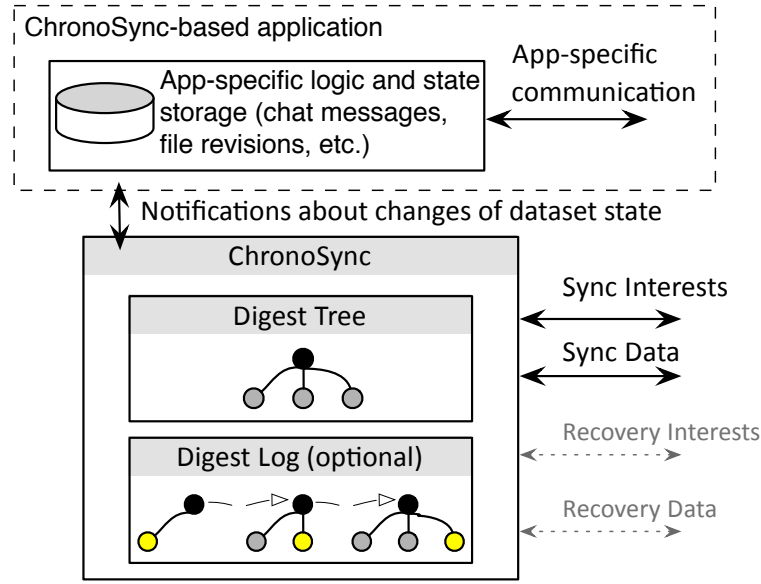 ChronoSync-based application
App-specific logic and state
storage (chat messages,
file revisions, etc.)
App-specific
communication
Notifications about changes of dataset state
ChronoSync
Digest Tree
Sync Interests
Sync Data
Digest Log (optional)
Recovery Interests
Recovery Data